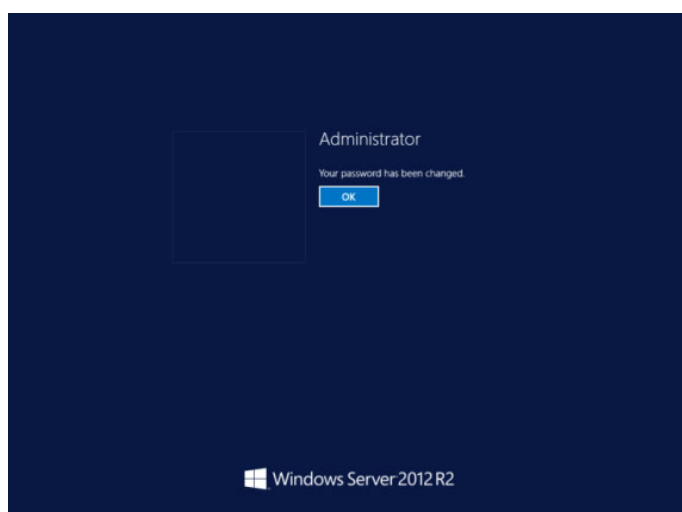 Administrator
Your password has been changed.
OK
Windows Server 2012 R2